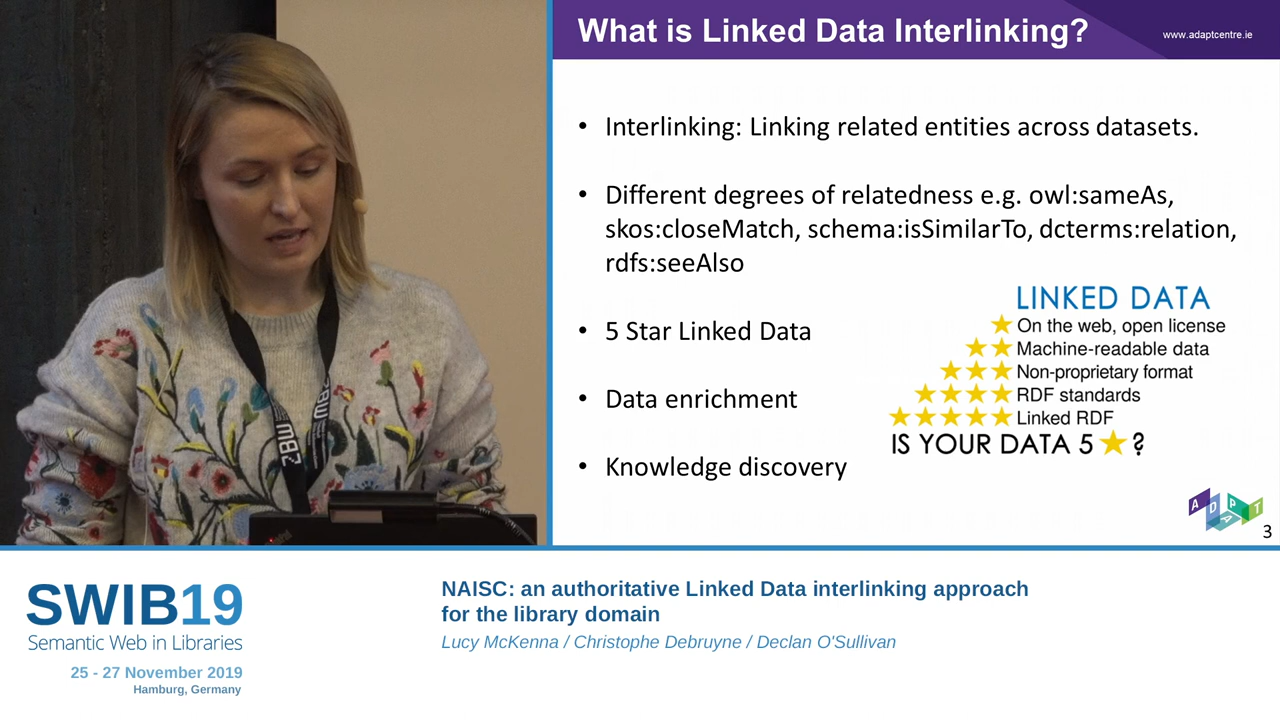 What is Linked Data Interlinking?
www.adaptcentre.ie
• Interlinking: Linking related entities across datasets.
• Different degrees of relatedness e.g. owl:sameAs,
skos:closeMatch, schema:isSimilarTo, dcterms:relation,
rdfs:seeAlso
• 5 Star Linked Data
• Data enrichment
• Knowledge discovery
LINKED DATA
On the web, open license
Machine-readable data
Non-proprietary format
RDF standards
Linked RDF
IS YOUR DATA 5 ★ ?
ADAPT
3
ZBW
SWIB19
Semantic Web in Libraries
25 - 27 November 2019
Hamburg, Germany
NAISC: an authoritative Linked Data interlinking approach
for the library domain
Lucy McKenna / Christophe Debruyne / Declan O'Sullivan